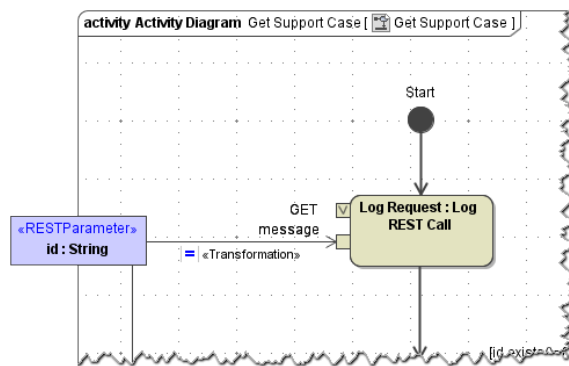 activity Activity Diagram Get Support Case [ Get Support Case ]
Start
GET
Log Request : Log
REST Call
message
«RESTParameter»
id : String
= «Transformation»